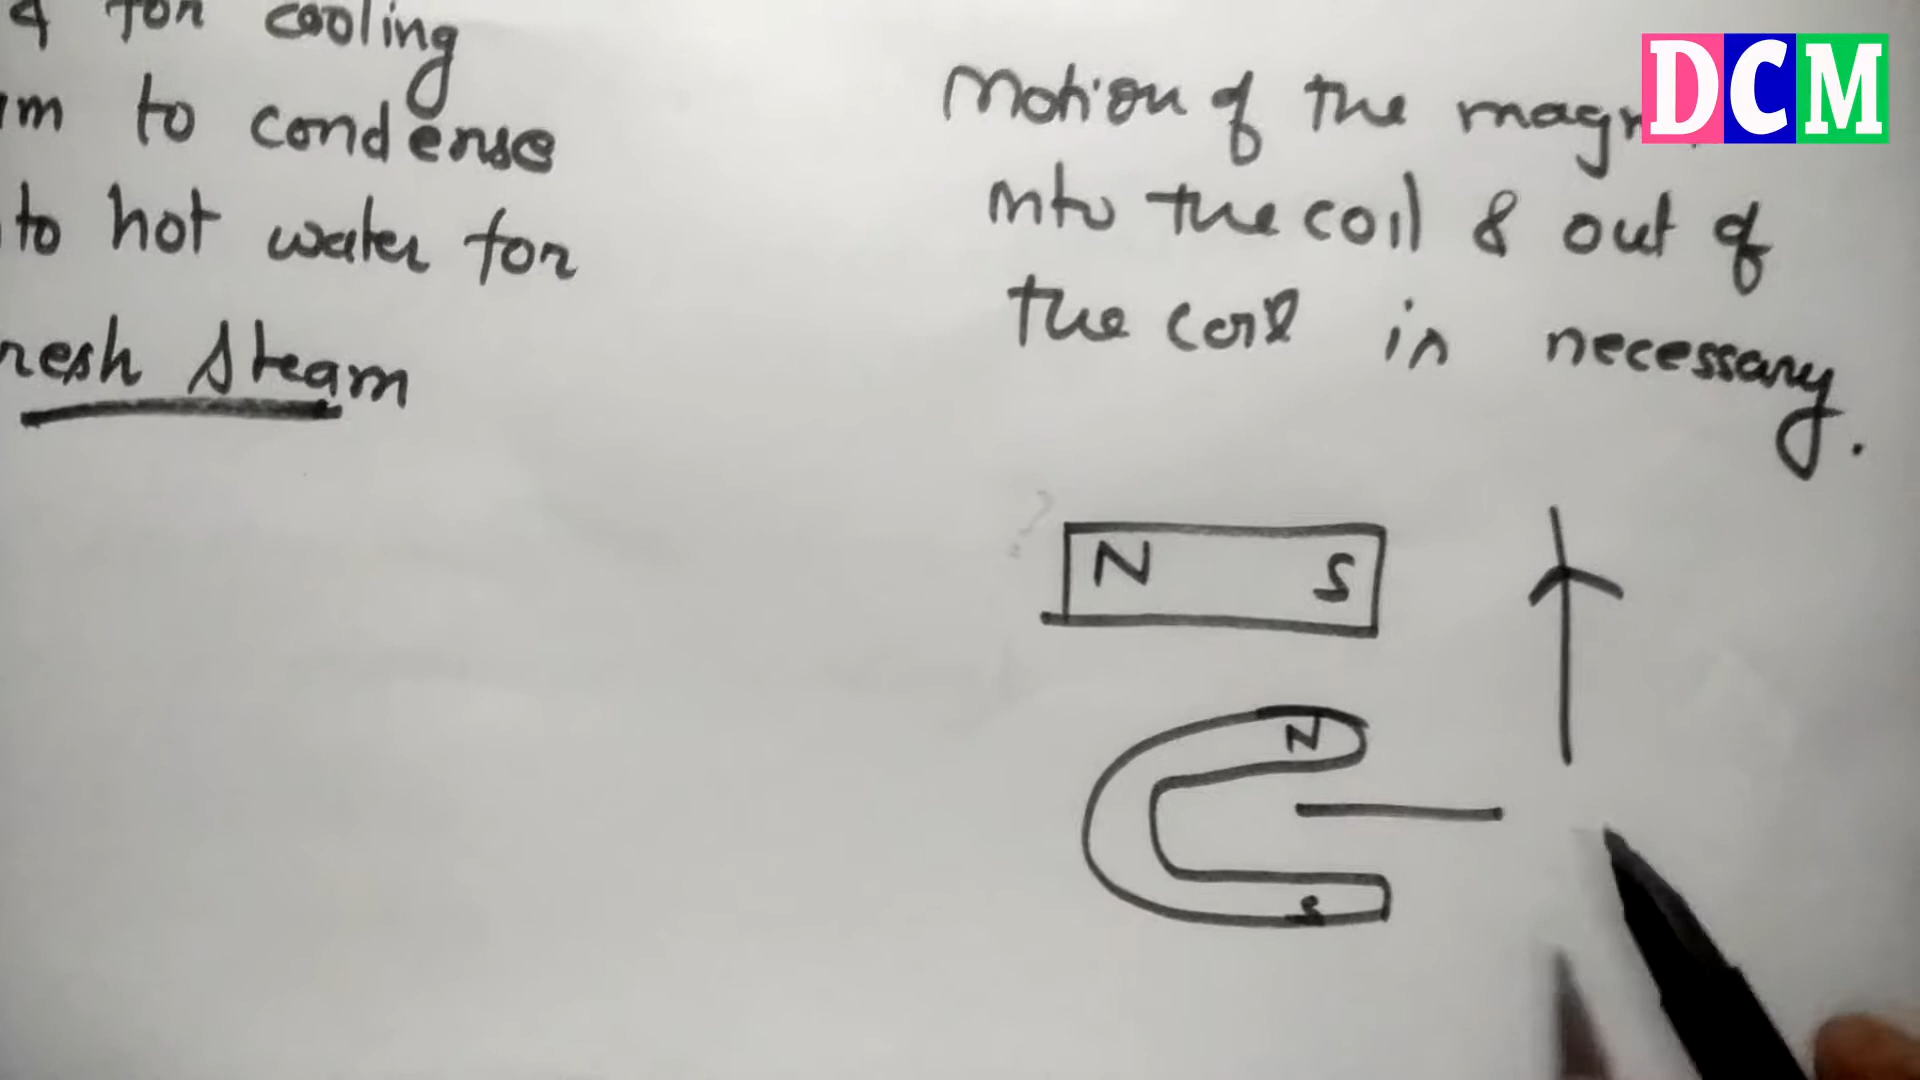 for cooling
to condense
to hot water for
resh steam
DCM
Motion of the
into the coil & out of
the coil is necessary.
N S
N
S